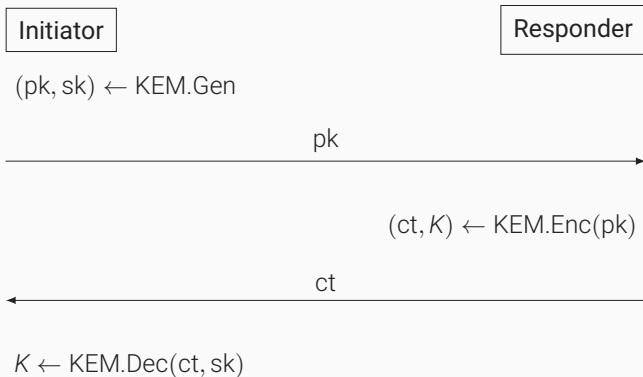 Initiator
Responder
(pk, sk) ← KEM.Gen
pk
(ct, K) ← KEM.Enc(pk)
ct
K ← KEM.Dec(ct, sk)